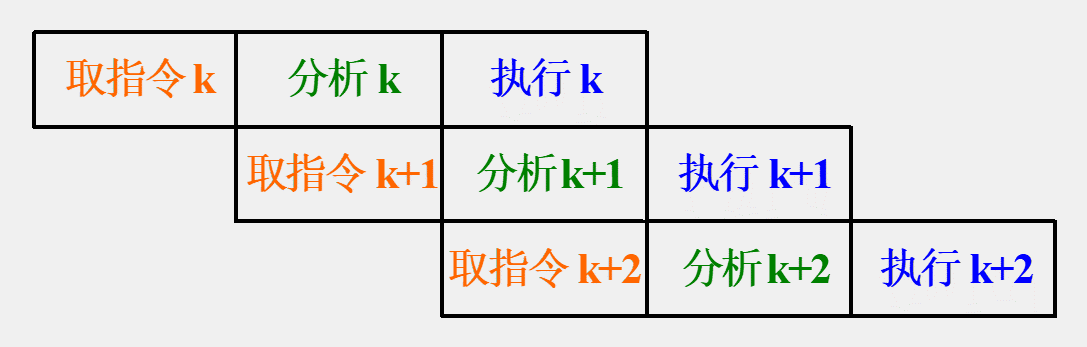 取指令 k 分析 k 执行 k
取指令 k+1 分析k+1 执行 k+1
取指令 k+2 分析k+2 执行 k+2